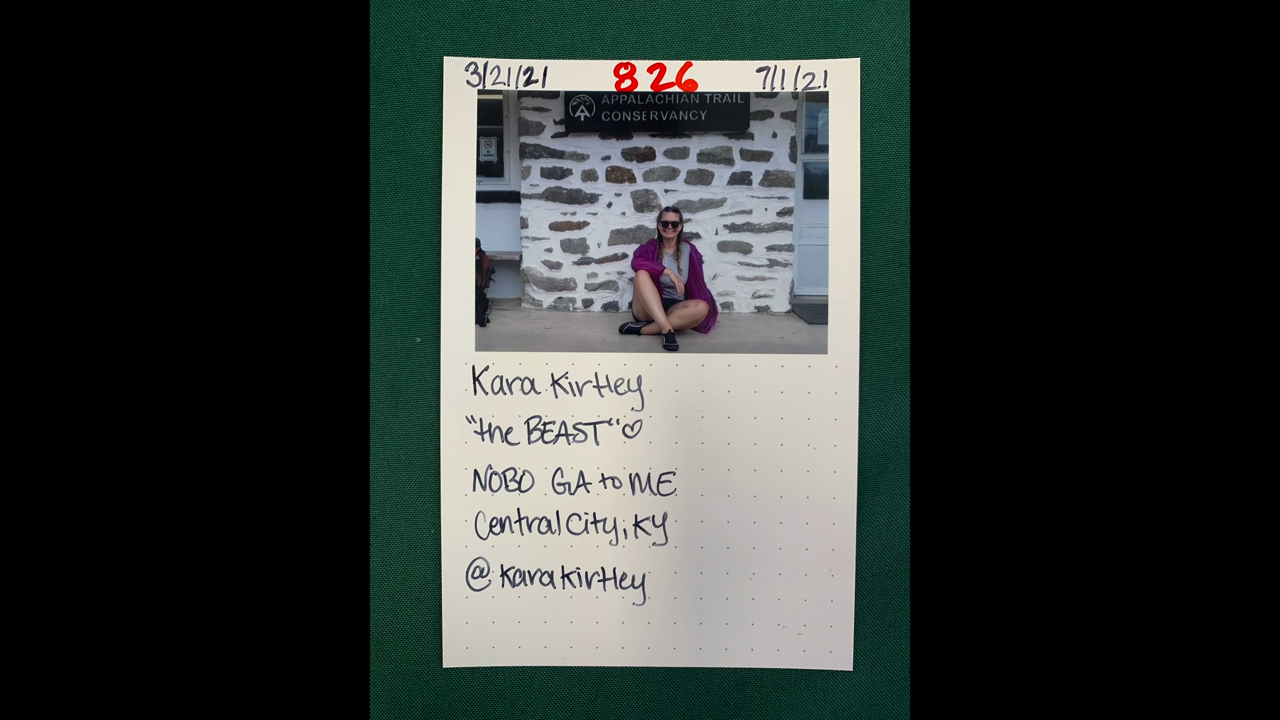 3/21/21 826 7/1/21
APPALACHIAN TRAIL
CONSERVANCY
Kara Kirtley
"the BEAST" ♡
NOBO GA to ME
Central City, KY
@karakirtley